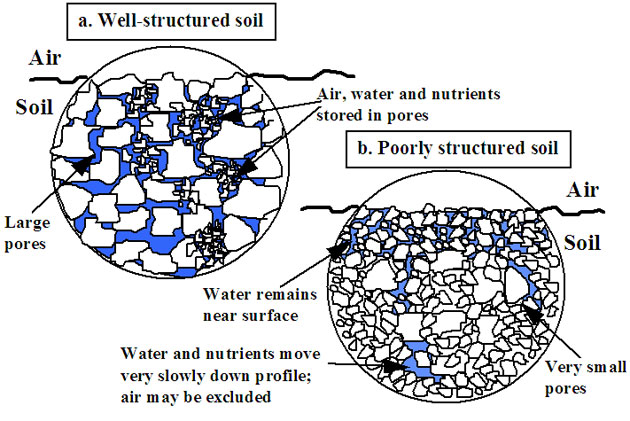 a. Well-structured soil
Air
Soil
Air, water and nutrients
stored in pores
Large
pores
b. Poorly structured soil
Air
Soil
Water remains
near surface
Water and nutrients move
very slowly down profile;
air may be excluded
Very small
pores